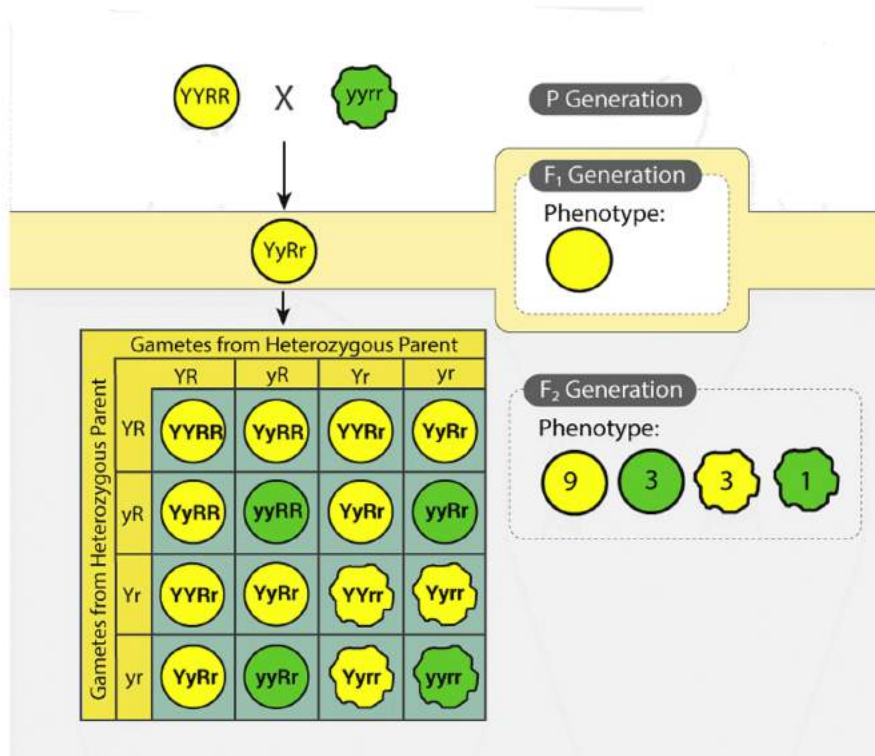 YYRR X yyrr
P Generation
F₁ Generation
Phenotype:
YyRr
Gametes from Heterozygous Parent
Gametes from Heterozygous Parent
YR yR Yr yr
YR YYRR YyRR YYRr YyRr
yR YyRR yyRR YyRr yyRr
Yr YYRr YyRr YYrr Yyrr
yr YyRr yyRr Yyrr yyrr
F₂ Generation
Phenotype:
9 3 3 1